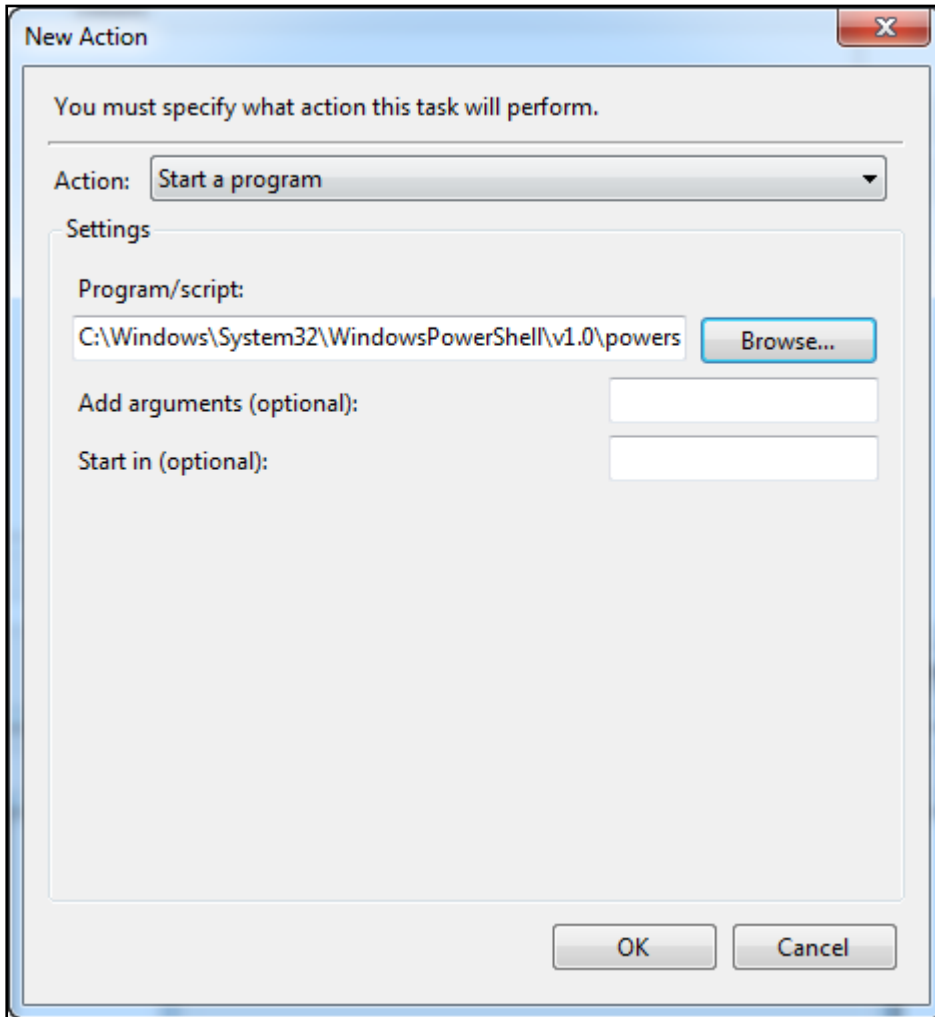 New Action
You must specify what action this task will perform.
Action: Start a program
Settings
Program/script:
C:\Windows\System32\WindowsPowerShell\v1.0\powers Browse...
Add arguments (optional):
Start in (optional):
OK Cancel